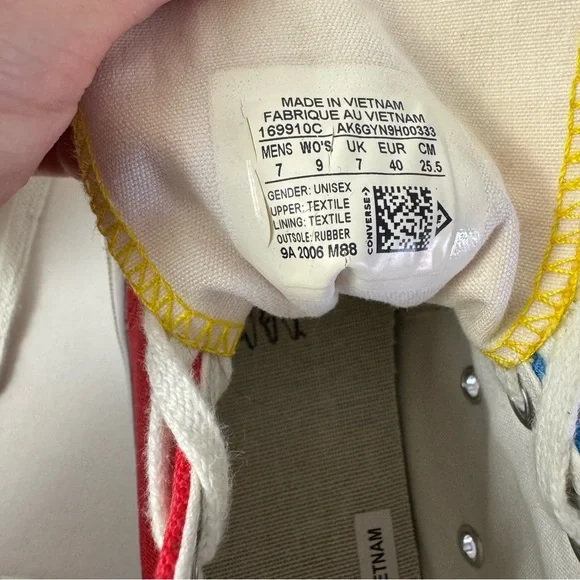 MADE IN VIETNAM
FABRIQUE AU VIETNAM
169910C AK6GYN9H00333
MENS WO'S UK EUR CM
7 9 7 40 25.5
GENDER: UNISEX
UPPER: TEXTILE
LINING: TEXTILE
OUTSOLE: RUBBER
9A 2006 M88
CONVERSE
ETNAM